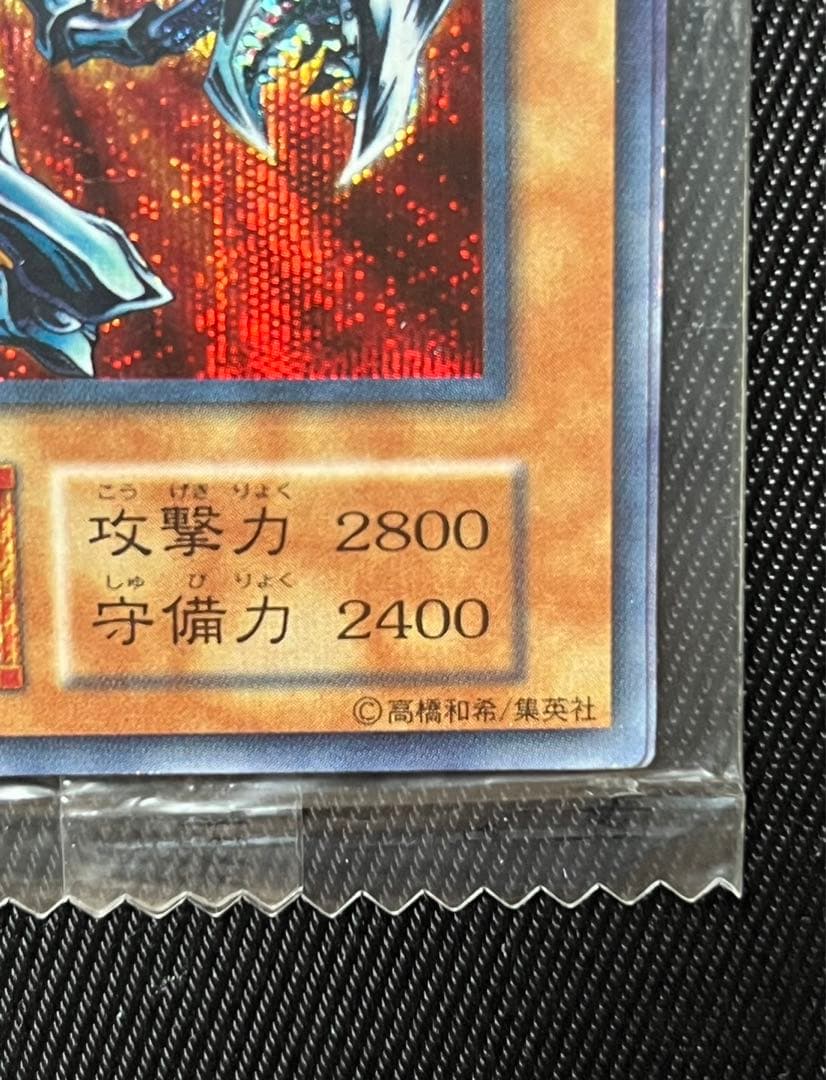 こう げき りょく
攻撃力 2800
しゅ び りょく
守備力 2400
©高橋和希/集英社